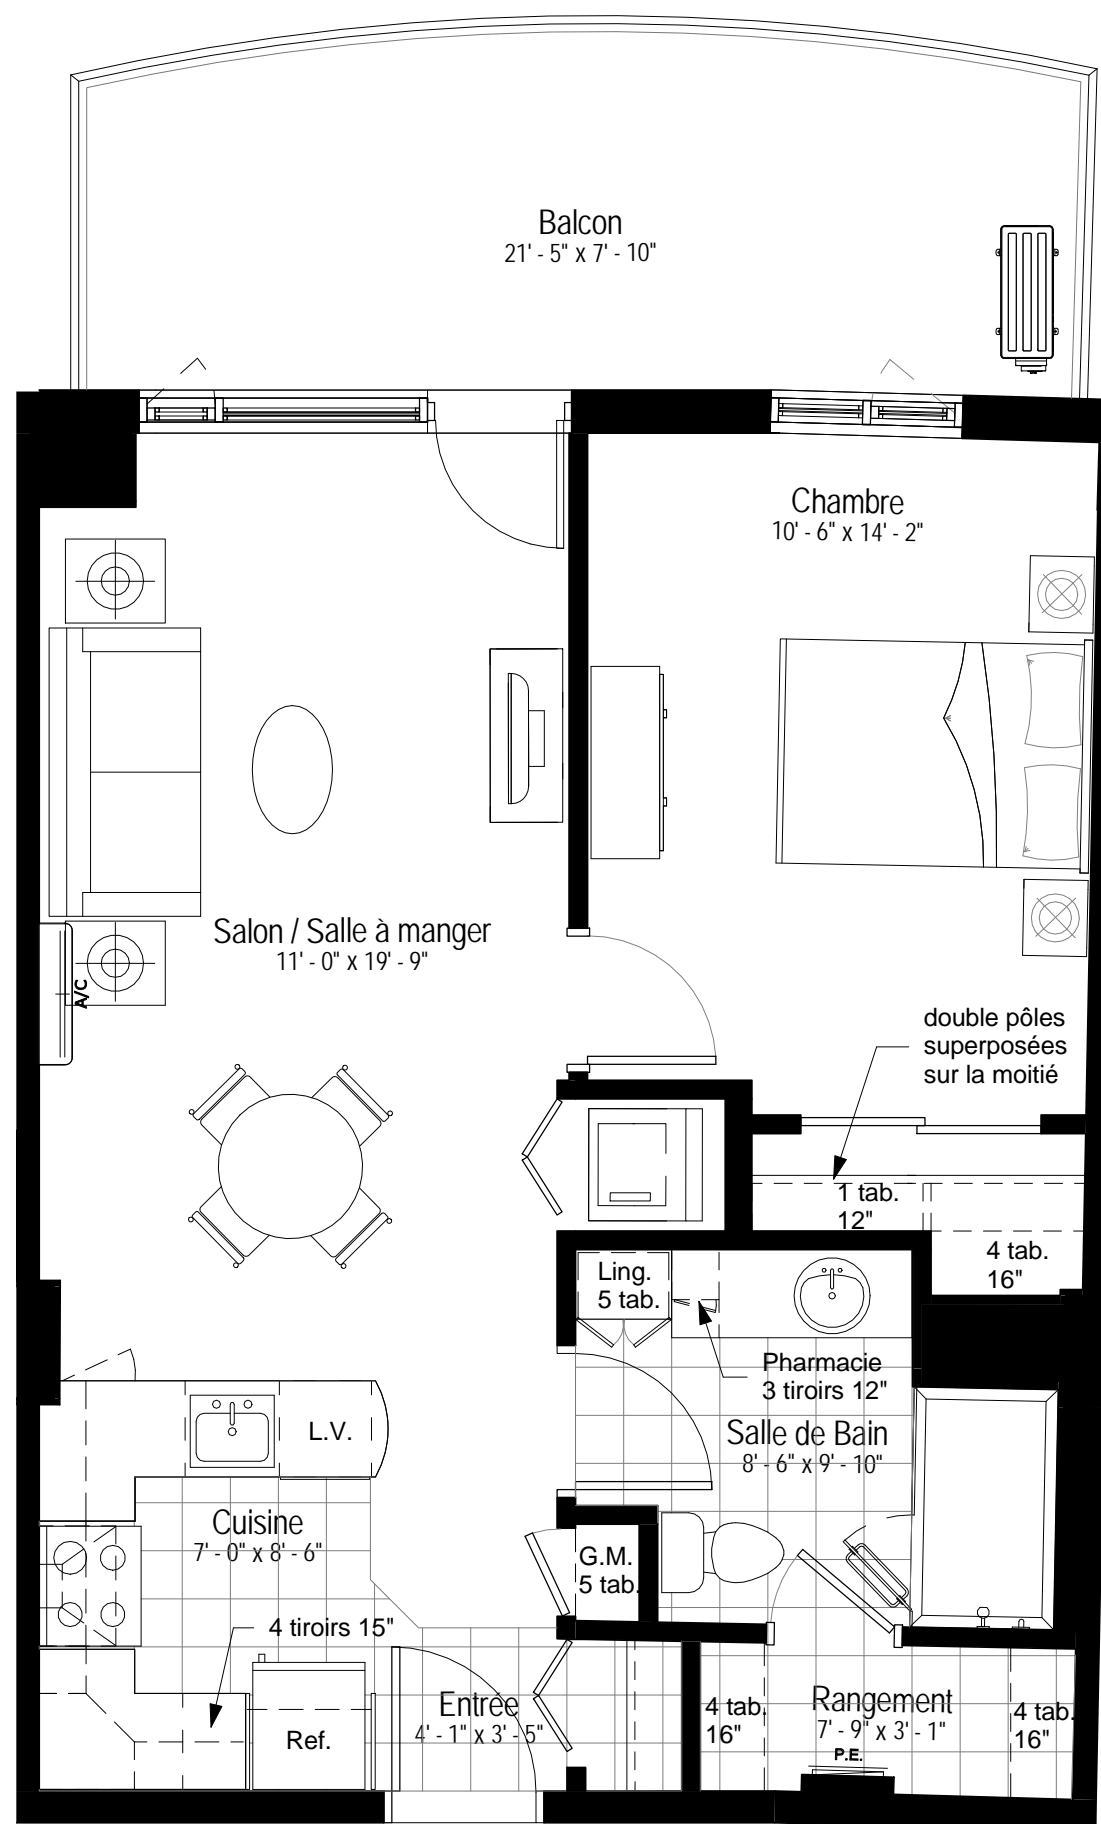 Balcon
21' - 5" x 7' - 10"
Chambre
10' - 6" x 14' - 2"
Salon / Salle à manger
11' - 0" x 19' - 9"
A/C
double pôles
superposées
sur la moitié
1 tab.
12"
4 tab.
16"
Ling.
5 tab.
Pharmacie
3 tiroirs 12"
Salle de Bain
8' - 6" x 9' - 10"
L.V.
Cuisine
7' - 0" x 8' - 6"
G.M.
5 tab.
4 tiroirs 15"
Ref.
Entrée
4' - 1" x 3' - 5"
4 tab.
16"
Rangement
7' - 9" x 3' - 1"
P.E.
4 tab.
16"